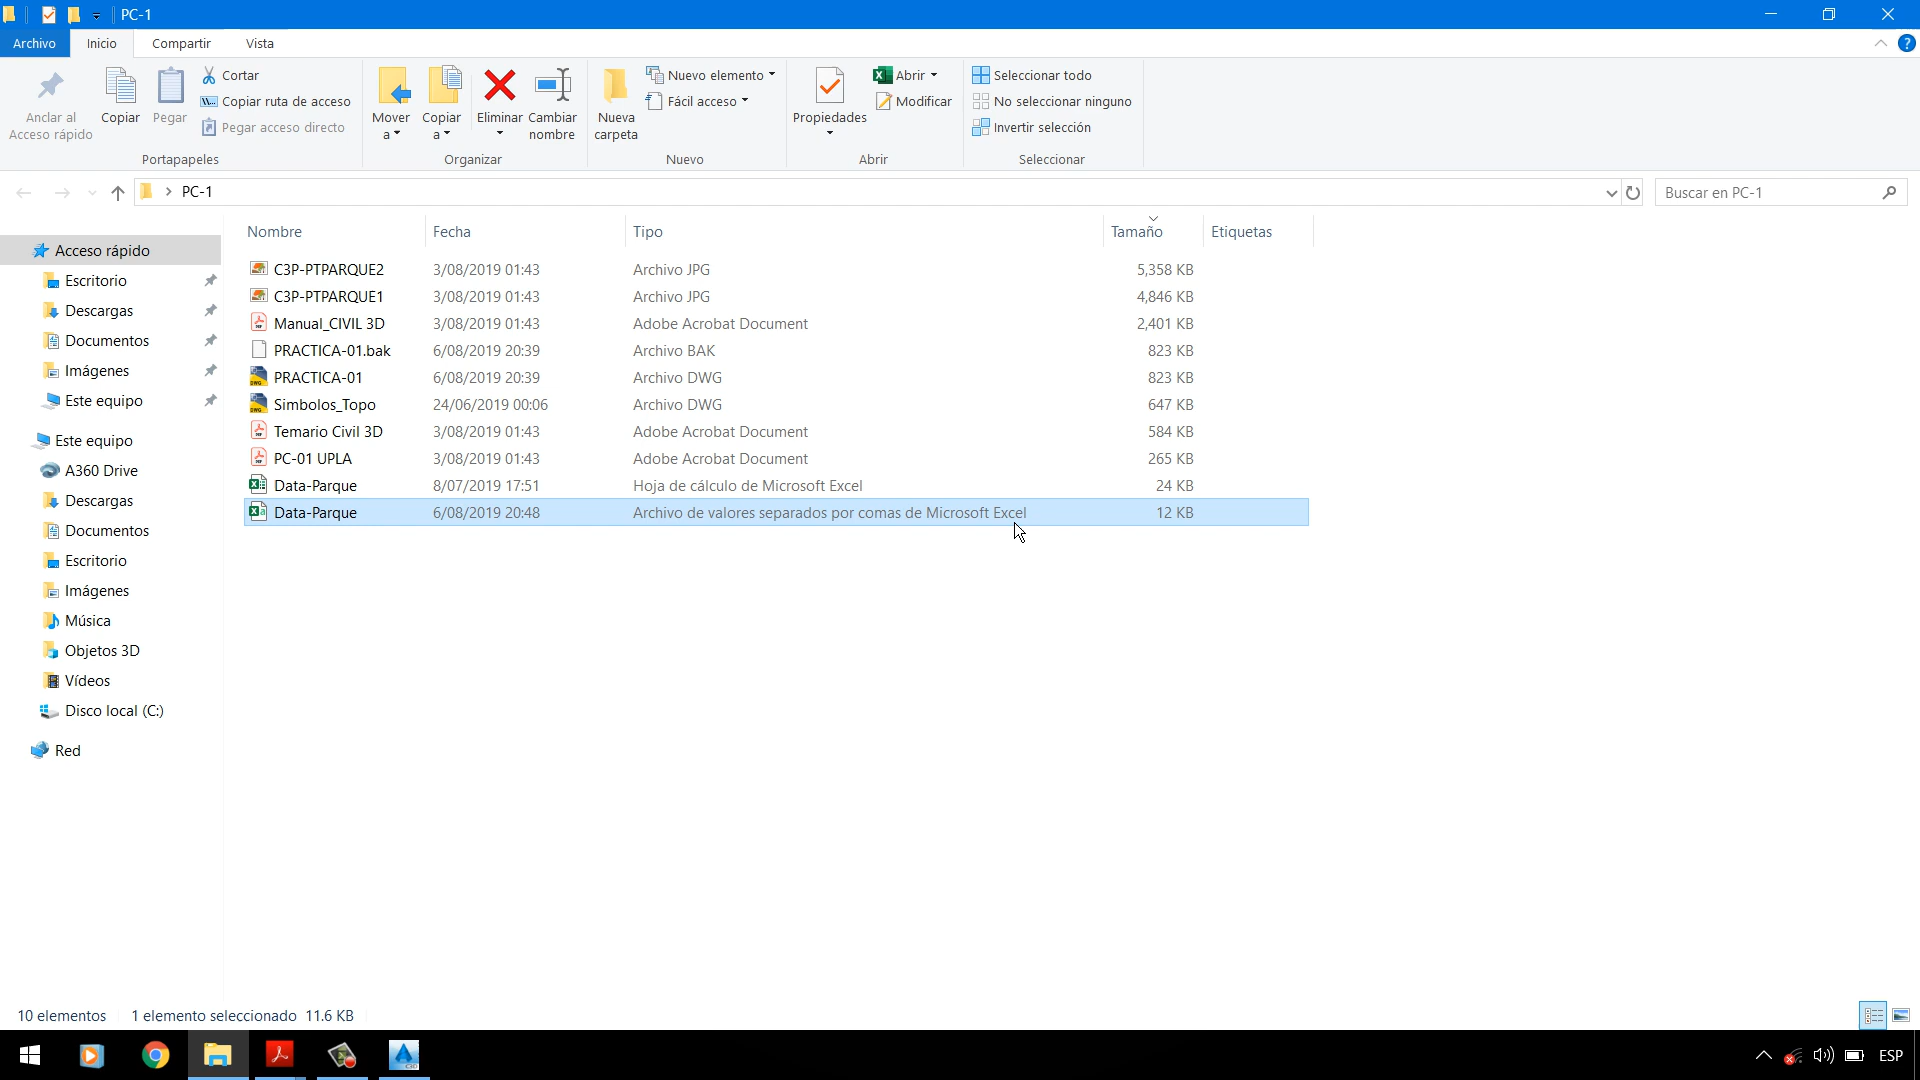 PC-1
Archivo Inicio Compartir Vista
Anclar al Acceso rápido
Copiar
Pegar
Cortar
Copiar ruta de acceso
Pegar acceso directo
Portapapeles
Mover a
Copiar a
Eliminar
Cambiar nombre
Organizar
Nueva carpeta
Nuevo elemento
Fácil acceso
Nuevo
Propiedades
Abrir
Modificar
Abrir
Seleccionar todo
No seleccionar ninguno
Invertir selección
Seleccionar
PC-1
Buscar en PC-1
Acceso rápido
Escritorio
Descargas
Documentos
Imágenes
Este equipo
Este equipo
A360 Drive
Descargas
Documentos
Escritorio
Imágenes
Música
Objetos 3D
Vídeos
Disco local (C:)
Red
Nombre Fecha Tipo Tamaño Etiquetas
C3P-PTPARQUE2 3/08/2019 01:43 Archivo JPG 5,358 KB
C3P-PTPARQUE1 3/08/2019 01:43 Archivo JPG 4,846 KB
Manual_CIVIL 3D 3/08/2019 01:43 Adobe Acrobat Document 2,401 KB
PRACTICA-01.bak 6/08/2019 20:39 Archivo BAK 823 KB
PRACTICA-01 6/08/2019 20:39 Archivo DWG 823 KB
Simbolos_Topo 24/06/2019 00:06 Archivo DWG 647 KB
Temario Civil 3D 3/08/2019 01:43 Adobe Acrobat Document 584 KB
PC-01 UPLA 3/08/2019 01:43 Adobe Acrobat Document 265 KB
Data-Parque 8/07/2019 17:51 Hoja de cálculo de Microsoft Excel 24 KB
Data-Parque 6/08/2019 20:48 Archivo de valores separados por comas de Microsoft Excel 12 KB
10 elementos 1 elemento seleccionado 11.6 KB
ESP